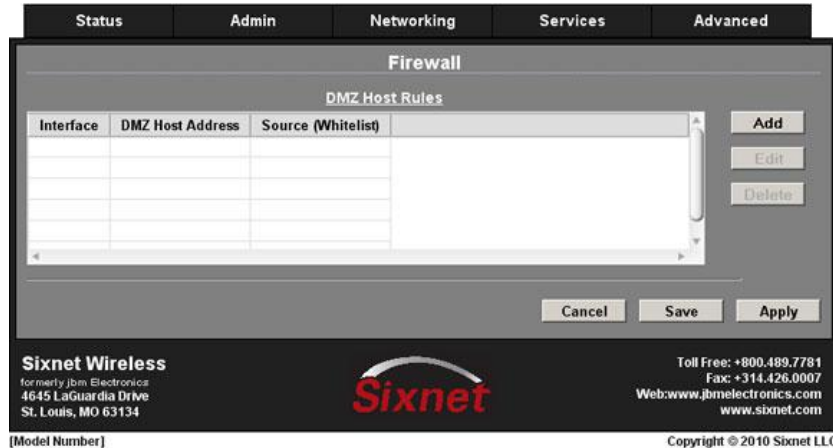 Status Admin Networking Services Advanced
Firewall
DMZ Host Rules
Interface DMZ Host Address Source (Whitelist)
Add
Edit
Delete
Cancel Save Apply
Sixnet Wireless
formerly jbm Electronics
4645 LaGuardia Drive
St. Louis, MO 63134
Sixnet
Toll Free: +800.489.7781
Fax: +314.426.0007
Web:www.jbmelectronics.com
www.sixnet.com
[Model Number] Copyright © 2010 Sixnet LLC